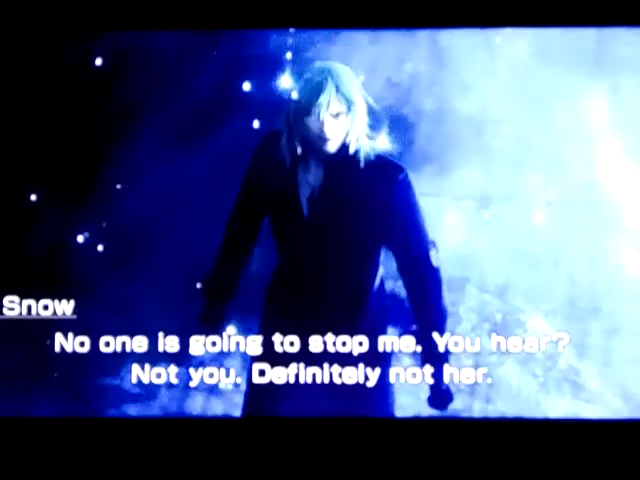 Snow
No one is going to stop me. You hear?
Not you. Definitely not her.